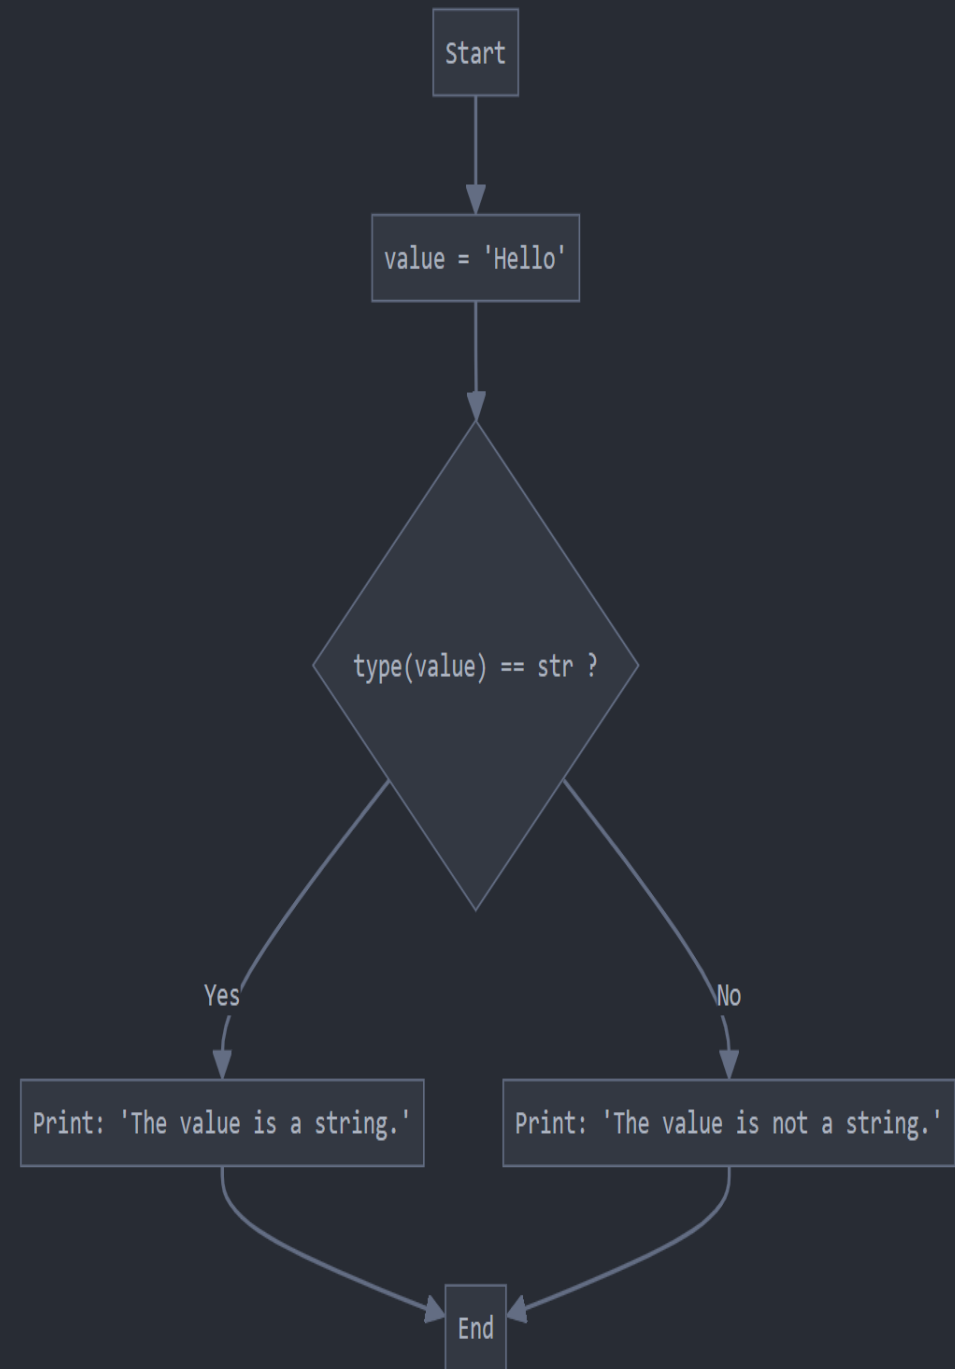 Start
value = 'Hello'
type(value) == str ?
Yes
No
Print: 'The value is a string.'
Print: 'The value is not a string.'
End